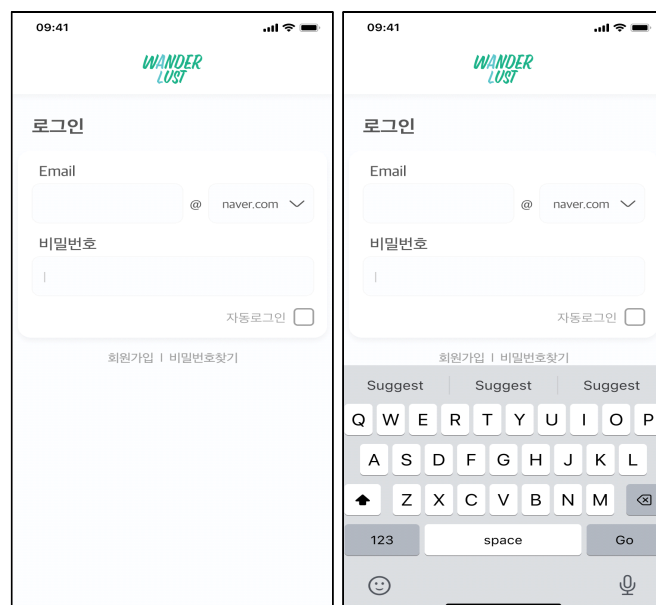 09:41
WANDER
LUST
로그인
Email
@ naver.com
비밀번호
자동로그인
회원가입 I 비밀번호찾기
09:41
WANDER
LUST
로그인
Email
@ naver.com
비밀번호
자동로그인
회원가입 I 비밀번호찾기
Suggest Suggest Suggest
Q W E R T Y U I O P
A S D F G H J K L
Z X C V B N M
123 space Go